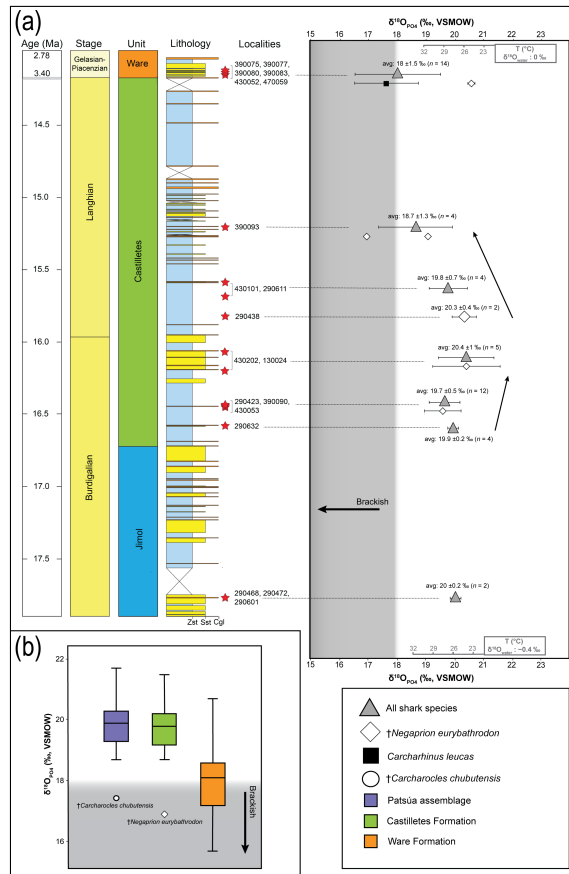 (a)
Age (Ma)
Stage
Unit
Lithology
Localities
δ¹⁸O_PO4 (‰, VSMOW)
15 16 17 18 19 20 21 22 23
2.78
3.40
14.5
15.0
15.5
16.0
16.5
17.0
17.5
Gelasian-
Piacenzian
Langhian
Burdigalian
Ware
Castilletes
Jimol
Zst Sst Cgl
390075, 390077,
390080, 390083,
430052, 470059
390093
430101, 290611
290438
430202, 130024
290423, 390090,
430053
290632
290468, 290472,
290601
32 29 26 23
T (°C)
δ¹⁸O_water : 0 ‰
avg: 18 ±1.5 ‰ (n = 14)
avg: 18.7 ±1.3 ‰ (n = 4)
avg: 19.8 ±0.7 ‰ (n = 4)
avg: 20.3 ±0.4 ‰ (n = 2)
avg: 20.4 ±1 ‰ (n = 5)
avg: 19.7 ±0.5 ‰ (n = 12)
avg: 19.9 ±0.2 ‰ (n = 4)
Brackish
avg: 20 ±0.2 ‰ (n = 2)
T (°C)
δ¹⁸O_water : −0.4 ‰
32 29 26 23
15 16 17 18 19 20 21 22 23
δ¹⁸O_PO4 (‰, VSMOW)
(b)
δ¹⁸O_PO4 (‰, VSMOW)
22
20
18
16
†Carcharocles chubutensis
†Negaprion eurybathrodon
Brackish
All shark species
†Negaprion eurybathrodon
Carcharhinus leucas
†Carcharocles chubutensis
Patsúa assemblage
Castilletes Formation
Ware Formation